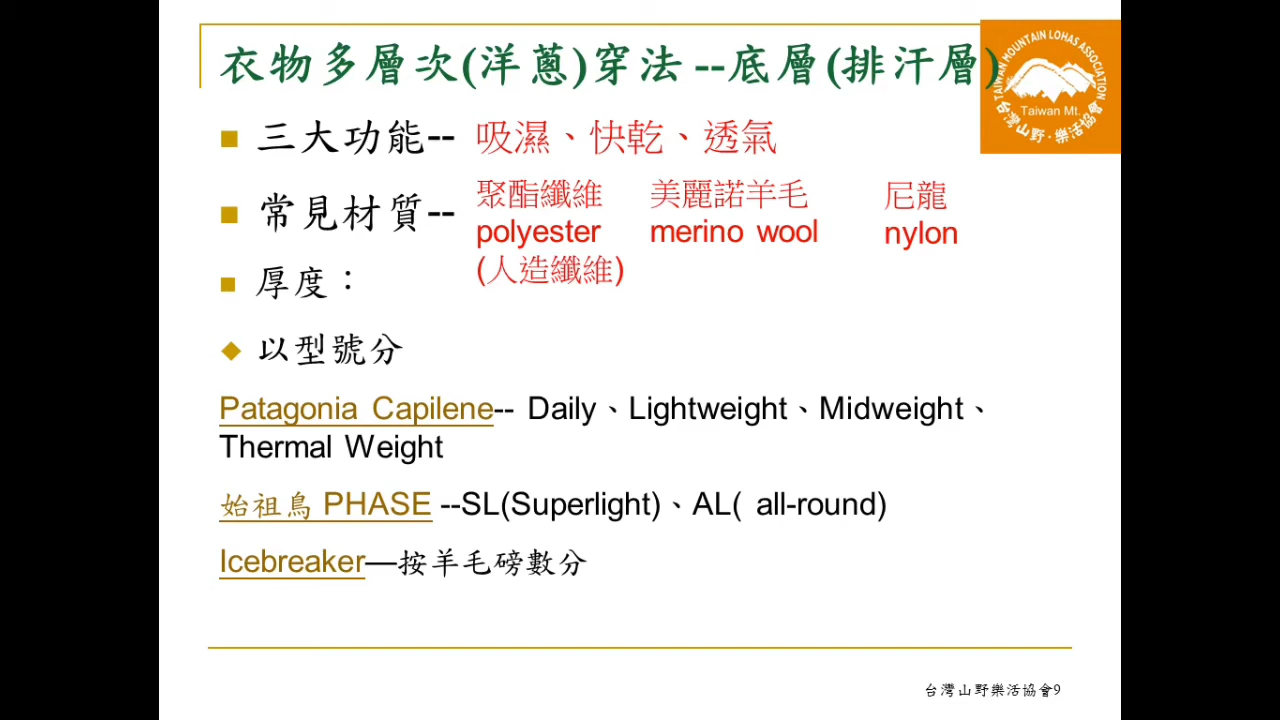 衣物多層次(洋蔥)穿法 --底層(排汗層)
TAIWAN MOUNTAIN LOHAS ASSOCIATION
Taiwan Mt.
台灣山野·樂活協會
三大功能-- 吸濕、快乾、透氣
常見材質--
聚酯纖維 美麗諾羊毛 尼龍
polyester merino wool nylon
(人造纖維)
厚度：
以型號分
Patagonia Capilene-- Daily、Lightweight、Midweight、
Thermal Weight
始祖鳥 PHASE --SL(Superlight)、AL( all-round)
Icebreaker—按羊毛磅數分
台灣山野樂活協會9